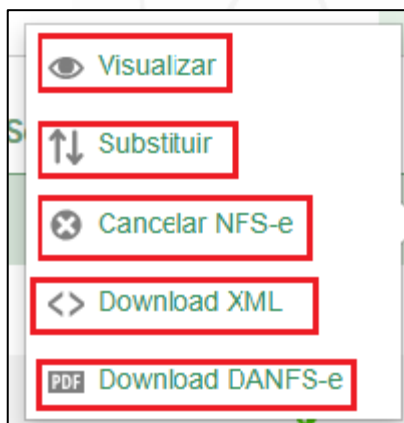 Visualizar
Substituir
Cancelar NFS-e
Download XML
PDF Download DANFS-e